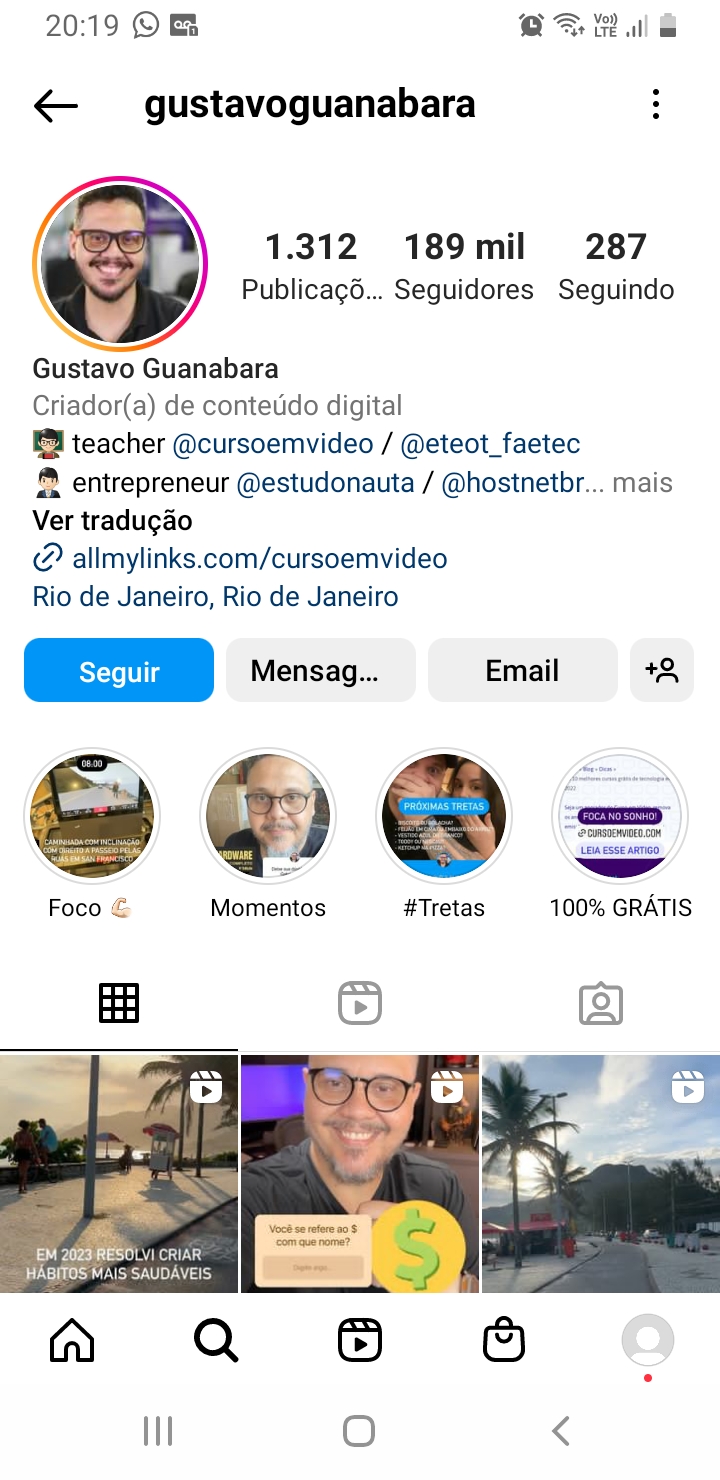 20:19
Vo))
LTE
gustavoguanabara
1.312 189 mil 287
Publicaçõ... Seguidores Seguindo
Gustavo Guanabara
Criador(a) de conteúdo digital
teacher @cursoemvideo / @eteot_faetec
entrepreneur @estudonauta / @hostnetbr... mais
Ver tradução
allmylinks.com/cursoemvideo
Rio de Janeiro, Rio de Janeiro
Seguir Mensag... Email
08:00
CAMINHADA COM INCLINAÇÃO
COM DIREITO A PASSEIO PELAS
RUAS EM SAN FRANCISCO
PRÓXIMAS TRETAS
FOCA NO SONHO!
CURSOEMVIDEO.COM
LEIA ESSE ARTIGO
Foco Momentos #Tretas 100% GRÁTIS
EM 2023 RESOLVI CRIAR
HÁBITOS MAIS SAUDÁVEIS
Você se refere ao $
com que nome?